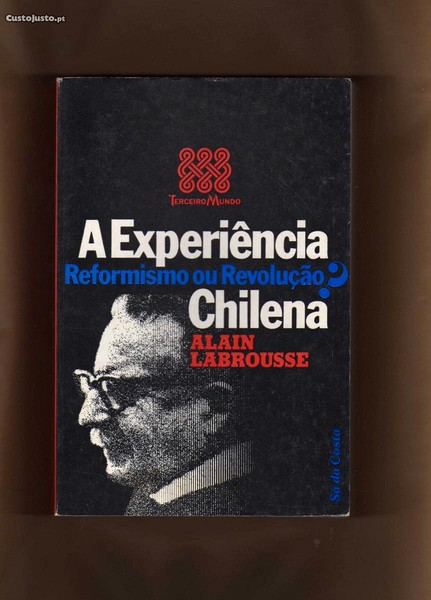 CustoJusto.pt
TERCEIRO MUNDO
A Experiência
Reformismo ou Revolução?
Chilena
ALAIN
LABROUSSE
Sá da Costa